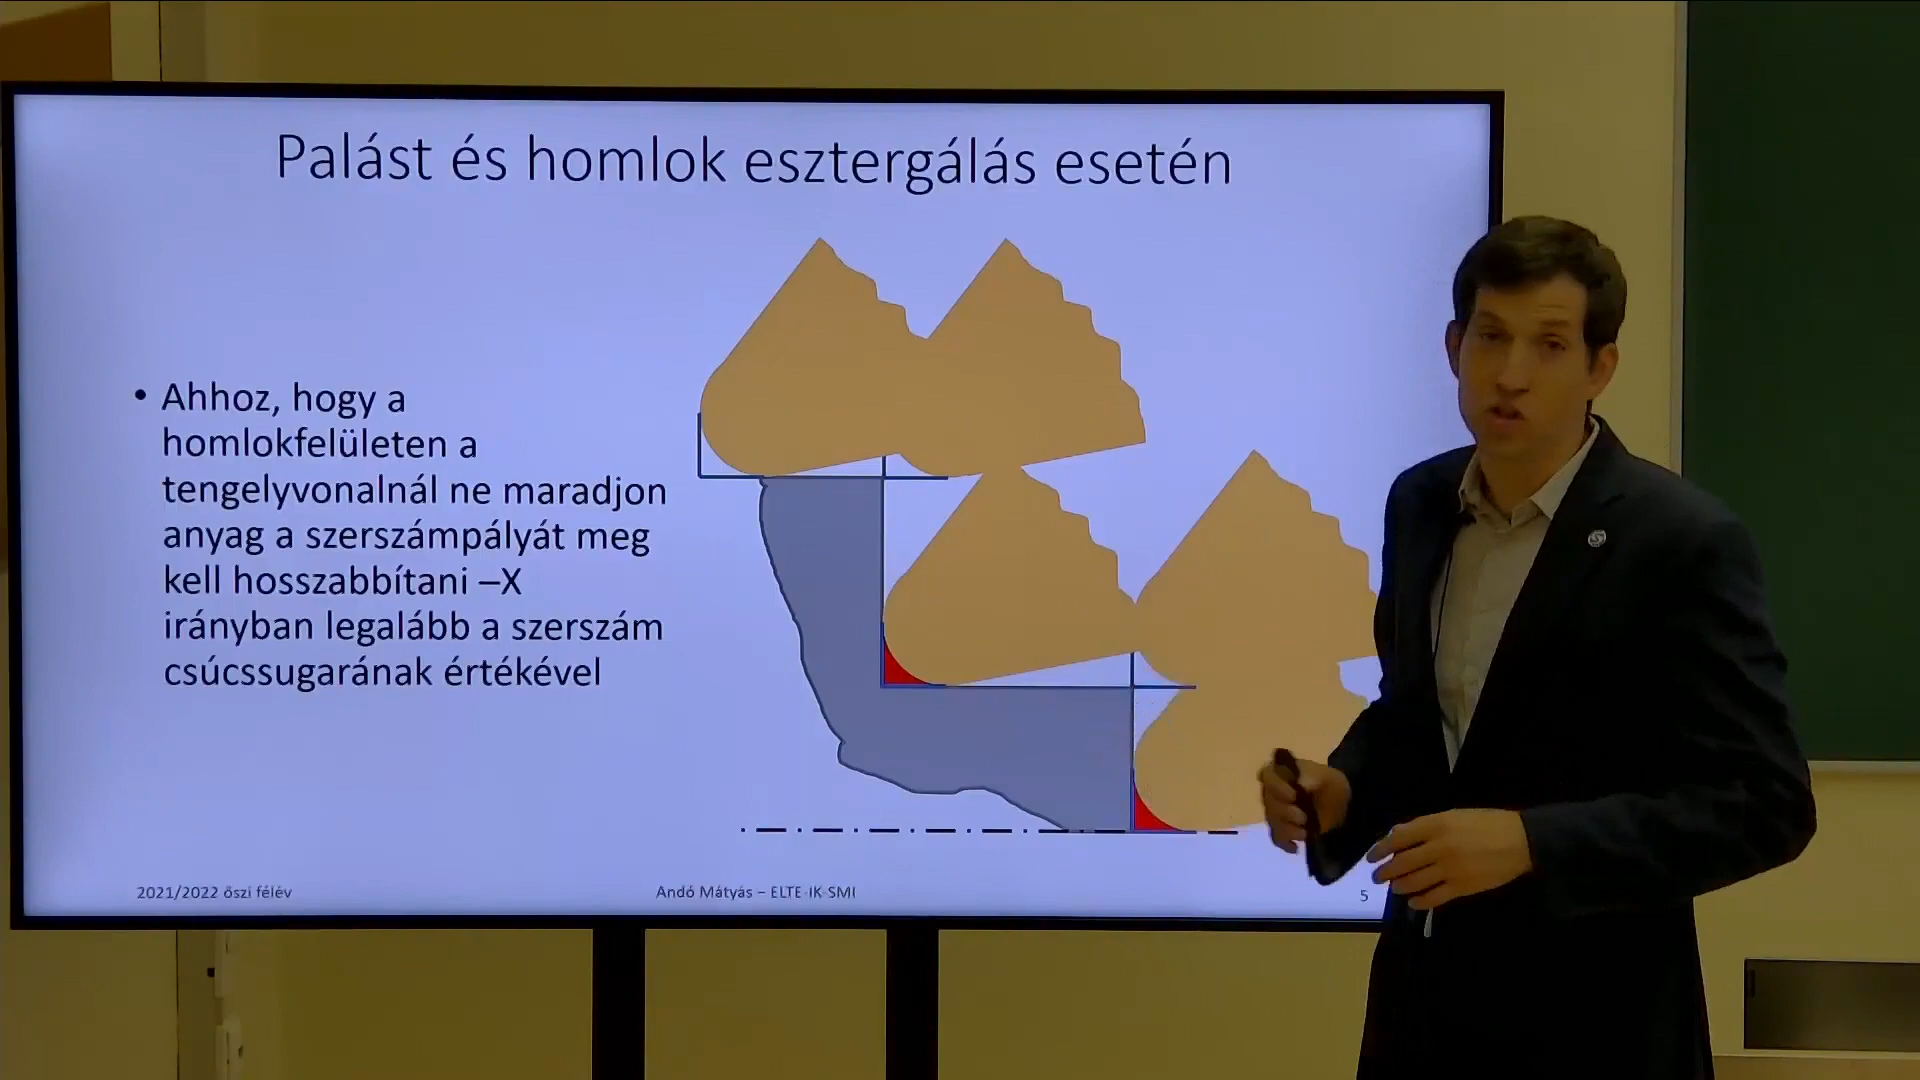 Palást és homlok esztergálás esetén
• Ahhoz, hogy a
homlokfelületen a
tengelyvonalnál ne maradjon
anyag a szerszámpályát meg
kell hosszabbítani –X
irányban legalább a szerszám
csúcssugarának értékével
2021/2022 őszi félév
Andó Mátyás – ELTE-IK-SMI
5